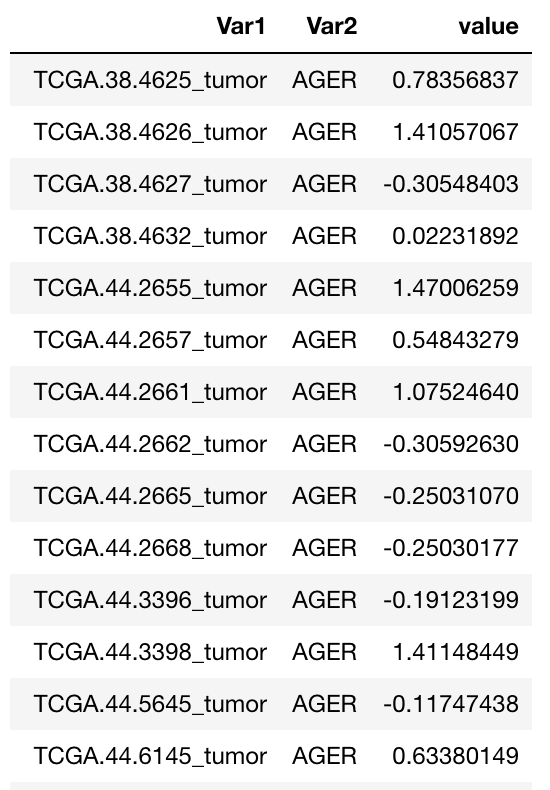 Var1 Var2 value
TCGA.38.4625_tumor AGER 0.78356837
TCGA.38.4626_tumor AGER 1.41057067
TCGA.38.4627_tumor AGER -0.30548403
TCGA.38.4632_tumor AGER 0.02231892
TCGA.44.2655_tumor AGER 1.47006259
TCGA.44.2657_tumor AGER 0.54843279
TCGA.44.2661_tumor AGER 1.07524640
TCGA.44.2662_tumor AGER -0.30592630
TCGA.44.2665_tumor AGER -0.25031070
TCGA.44.2668_tumor AGER -0.25030177
TCGA.44.3396_tumor AGER -0.19123199
TCGA.44.3398_tumor AGER 1.41148449
TCGA.44.5645_tumor AGER -0.11747438
TCGA.44.6145_tumor AGER 0.63380149